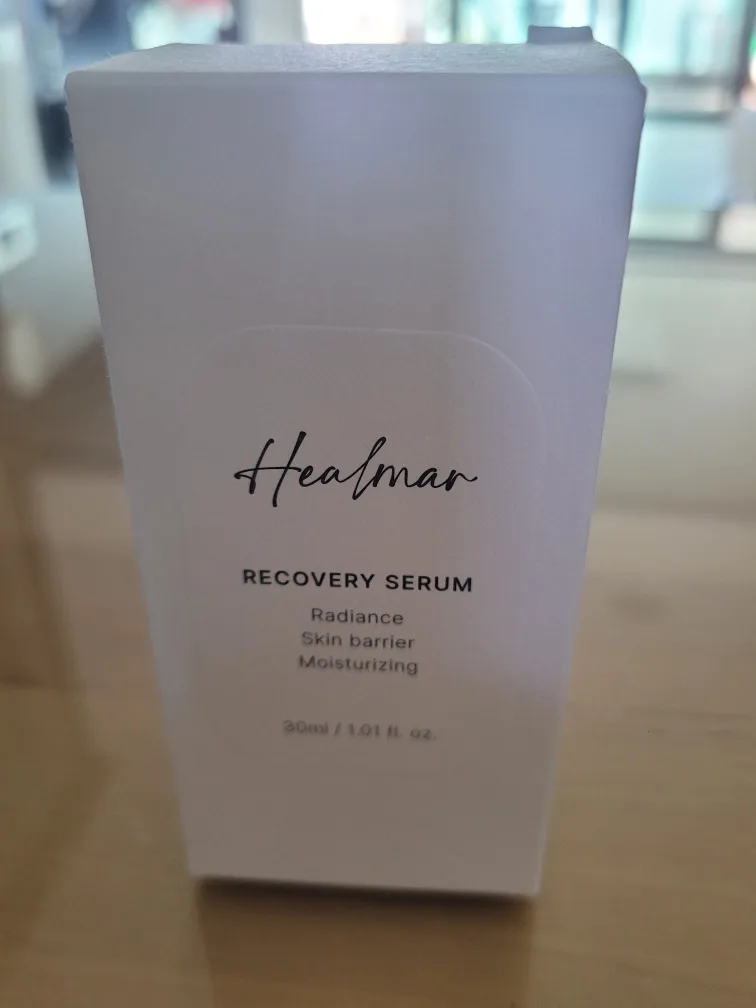 Healmar
RECOVERY SERUM
Radiance
Skin barrier
Moisturizing
30ml / 1.01 fl. oz.